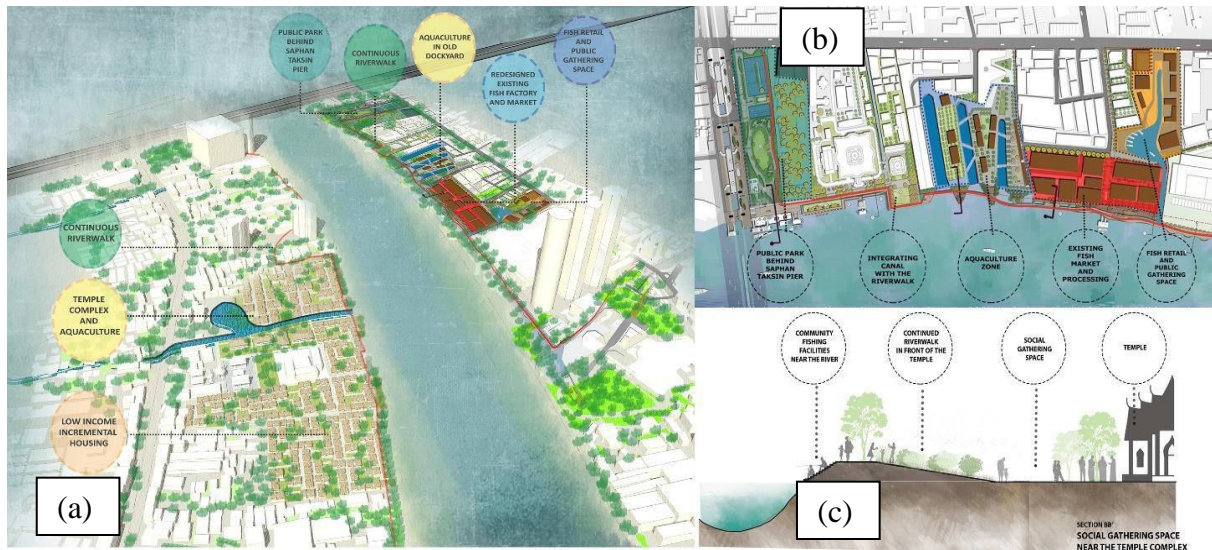 PUBLIC PARK
BEHIND
SAPHAN
TAKSIN
PIER
CONTINUOUS
RIVERWALK
AQUACULTURE
IN OLD
DOCKYARD
REDESIGNED
EXISTING
FISH FACTORY
AND MARKET
FISH RETAIL
AND
PUBLIC
GATHERING
SPACE
CONTINUOUS
RIVERWALK
TEMPLE
COMPLEX
AND
AQUACULTURE
LOW INCOME
INCREMENTAL
HOUSING
(a)
(b)
PUBLIC PARK
BEHIND
SAPHAN
TAKSIN PIER
INTEGRATING
CANAL
WITH THE
RIVERWALK
AQUACULTURE
ZONE
EXISTING
FISH
MARKET
AND
PROCESSING
FISH RETAIL
AND
PUBLIC
GATHERING
SPACE
COMMUNITY
FISHING
FACILITIES
NEAR THE RIVER
CONTINUED
RIVERWALK
IN FRONT OF THE
TEMPLE
SOCIAL
GATHERING
SPACE
TEMPLE
(c)
SECTION BB'
SOCIAL GATHERING SPACE
NEAR THE TEMPLE COMPLEX